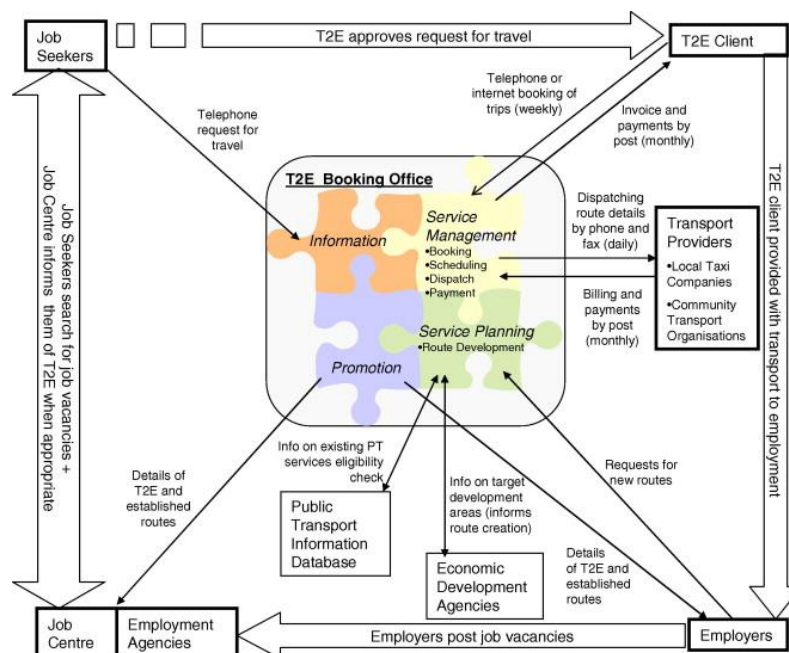 Job
Seekers
T2E approves request for travel
T2E Client
Telephone
request for
travel
Telephone or
internet booking of
trips (weekly)
Invoice and
payments by
post (monthly)
T2E Booking Office
Information
Service
Management
•Booking
•Scheduling
•Dispatch
•Payment
Service Planning
•Route Development
Promotion
Dispatching
route details
by phone and
fax (daily)
Billing and
payments
by post
(monthly)
Transport
Providers
•Local Taxi
Companies
•Community
Transport
Organisations
T2E client provided with transport to employment
Job Seekers search for job vacancies +
Job Centre informs them of T2E when appropriate
Details of
T2E and
established
routes
Info on existing PT
services eligibility
check
Info on target
development
areas (informs
route creation)
Requests for
new routes
Public
Transport
Information
Database
Economic
Development
Agencies
Details
of T2E and
established
routes
Job
Centre
Employment
Agencies
Employers post job vacancies
Employers